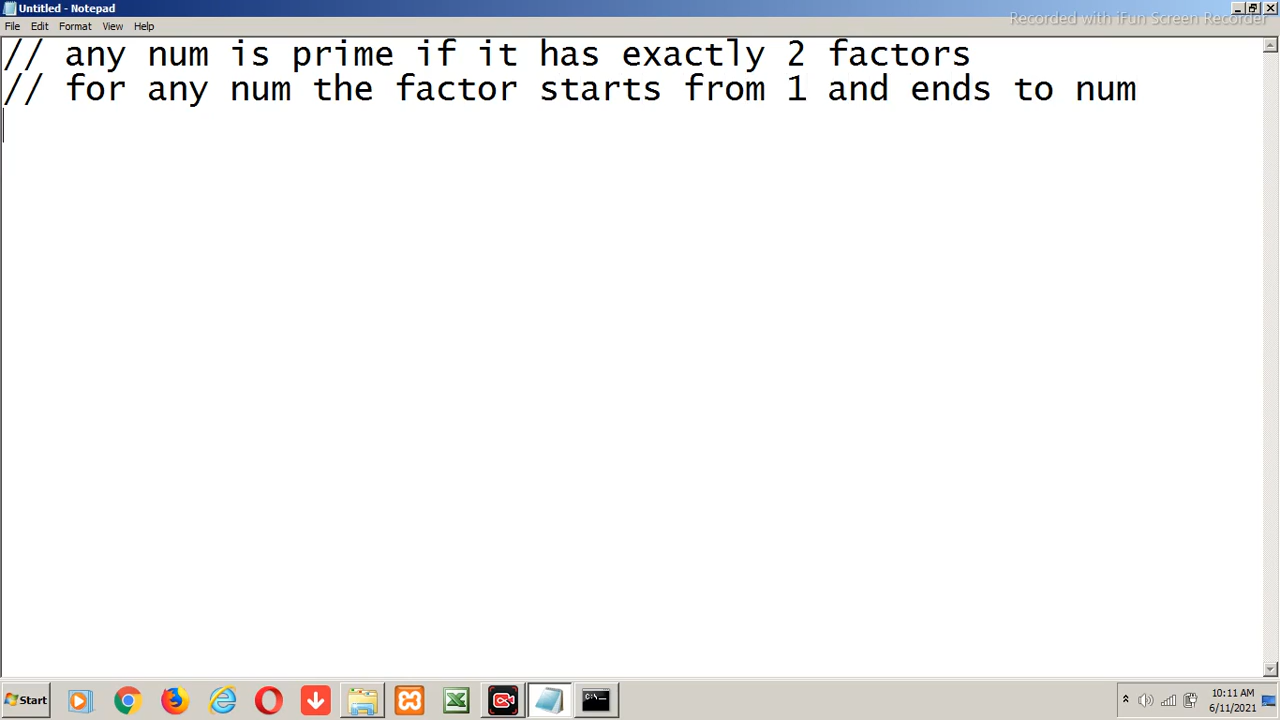 Untitled - Notepad
File Edit Format View Help
Recorded with iFun Screen Recorder
// any num is prime if it has exactly 2 factors
// for any num the factor starts from 1 and ends to num
Start
10:11 AM
6/11/2021